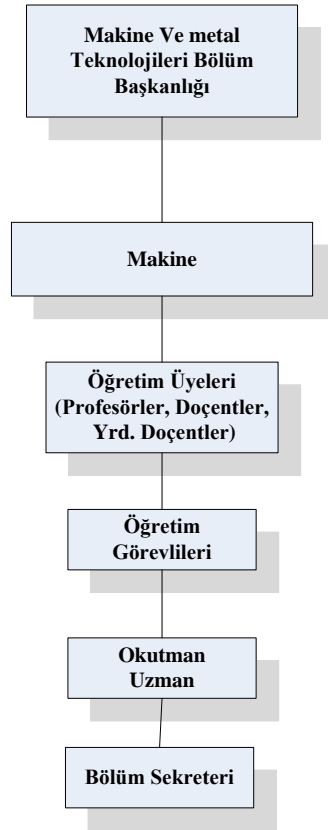 Makine Ve metal
Teknolojileri Bölüm
Başkanlığı
Makine
Öğretim Üyeleri
(Profesörler, Doçentler,
Yrd. Doçentler)
Öğretim
Görevlileri
Okutman
Uzman
Bölüm Sekreteri